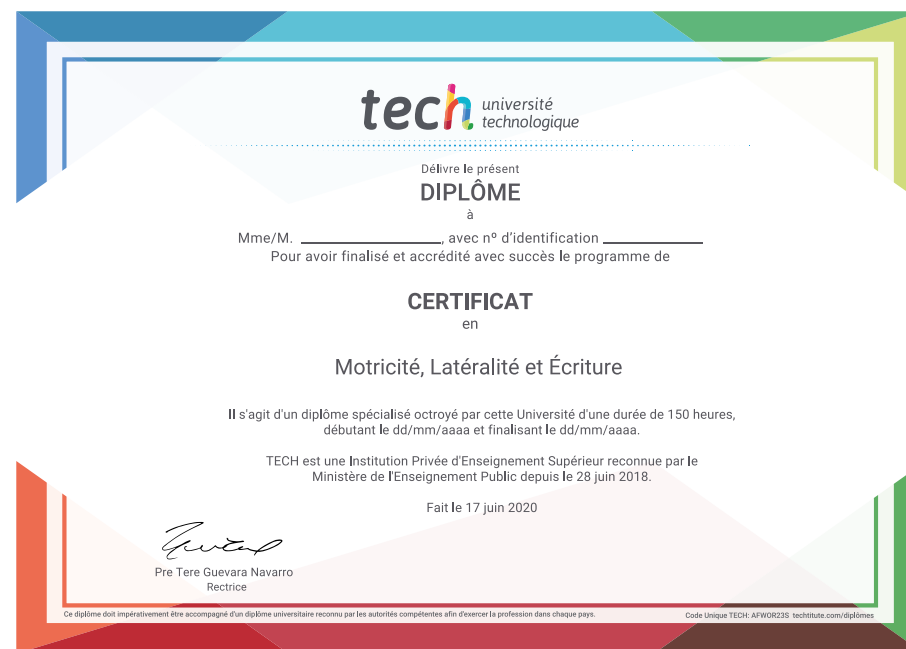 tech université
technologique
Délivre le présent
DIPLÔME
à
Mme/M. ____________________, avec nº d'identification ______________
Pour avoir finalisé et accrédité avec succès le programme de
CERTIFICAT
en
Motricité, Latéralité et Écriture
Il s'agit d'un diplôme spécialisé octroyé par cette Université d'une durée de 150 heures,
débutant le dd/mm/aaaa et finalisant le dd/mm/aaaa.
TECH est une Institution Privée d'Enseignement Supérieur reconnue par le
Ministère de l'Enseignement Public depuis le 28 juin 2018.
Fait le 17 juin 2020
Pre Tere Guevara Navarro
Rectrice
Ce diplôme doit impérativement être accompagné d'un diplôme universitaire reconnu par les autorités compétentes afin d'exercer la profession dans chaque pays.
Code Unique TECH: AFWOR23S techtitute.com/diplômes